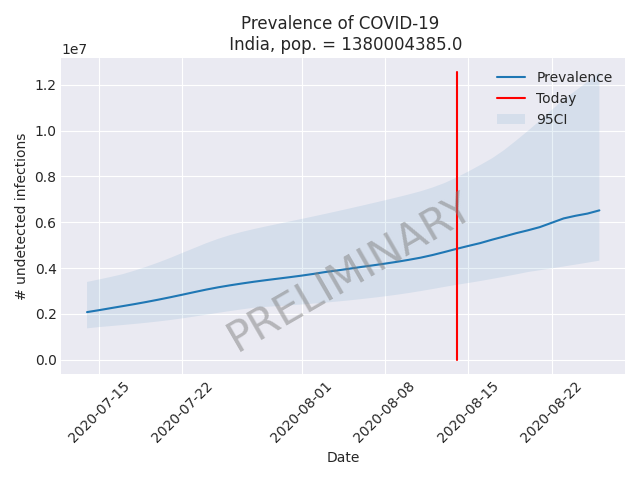 Prevalence of COVID-19
India, pop. = 1380004385.0
1e7
Prevalence
Today
95CI
1.2
1.0
0.8
0.6
0.4
0.2
0.0
# undetected infections
PRELIMINARY
2020-07-15
2020-07-22
2020-08-01
2020-08-08
2020-08-15
2020-08-22
Date